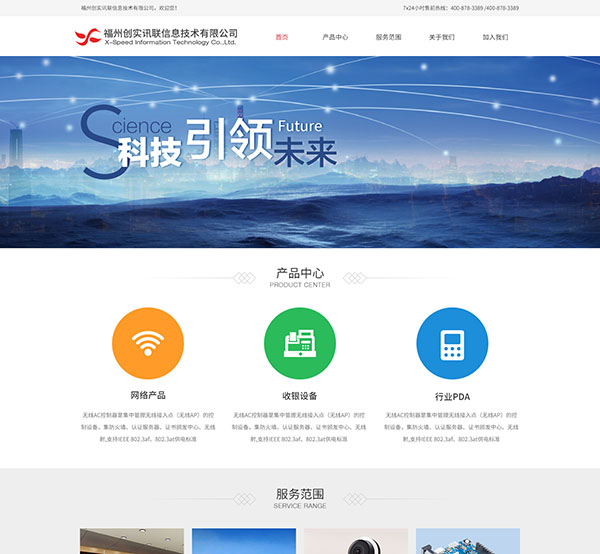 福州创实讯联信息技术有限公司，欢迎您！
7x24小时售前热线：400-878-3389 /400-878-3389
福州创实讯联信息技术有限公司
X-Speed Information Technology Co.,Ltd.
首页 产品中心 服务范围 关于我们 加入我们
Science Future
科技引领未来
产品中心
PRODUCT CENTER
网络产品
无线AC控制器是集中管理无线接入点（无线AP）的控
制设备，集防火墙、认证服务器、证书颁发中心、无线
射_支持IEEE 802.3af、802.3at供电标准
收银设备
无线AC控制器是集中管理无线接入点（无线AP）的控
制设备，集防火墙、认证服务器、证书颁发中心、无线
射_支持IEEE 802.3af、802.3at供电标准
行业PDA
无线AC控制器是集中管理无线接入点（无线AP）的控
制设备，集防火墙、认证服务器、证书颁发中心、无线
射_支持IEEE 802.3af、802.3at供电标准
服务范围
SERVICE RANGE